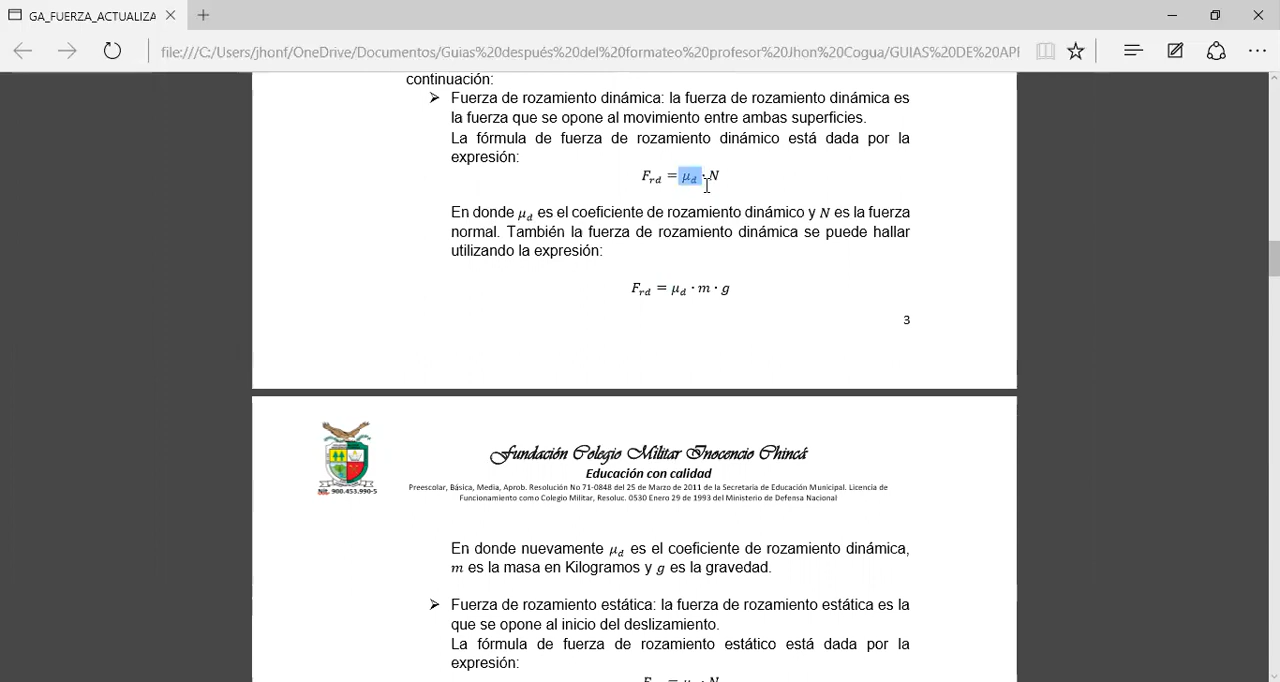 GA_FUERZA_ACTUALIZA
file:///C:/Users/jhonf/OneDrive/Documentos/Guias%20después%20del%20formateo%20profesor%20Jhon%20Cogua/GUIAS%20DE%20API
continuación:
➢ Fuerza de rozamiento dinámica: la fuerza de rozamiento dinámica es
la fuerza que se opone al movimiento entre ambas superficies.
La fórmula de fuerza de rozamiento dinámico está dada por la
expresión:
F_rd = μ_d · N
En donde μ_d es el coeficiente de rozamiento dinámico y N es la fuerza
normal. También la fuerza de rozamiento dinámica se puede hallar
utilizando la expresión:
F_rd = μ_d · m · g
3
Fundación Colegio Militar Inocencio Chincá
Educación con calidad
Preescolar, Básica, Media, Aprob. Resolución No 71-0848 del 25 de Marzo de 2011 de la Secretaria de Educación Municipal. Licencia de
Funcionamiento como Colegio Militar, Resoluc. 0530 Enero 29 de 1993 del Ministerio de Defensa Nacional
Nit. 900.453.990-5
En donde nuevamente μ_d es el coeficiente de rozamiento dinámica,
m es la masa en Kilogramos y g es la gravedad.
➢ Fuerza de rozamiento estática: la fuerza de rozamiento estática es la
que se opone al inicio del deslizamiento.
La fórmula de fuerza de rozamiento estático está dada por la
expresión: